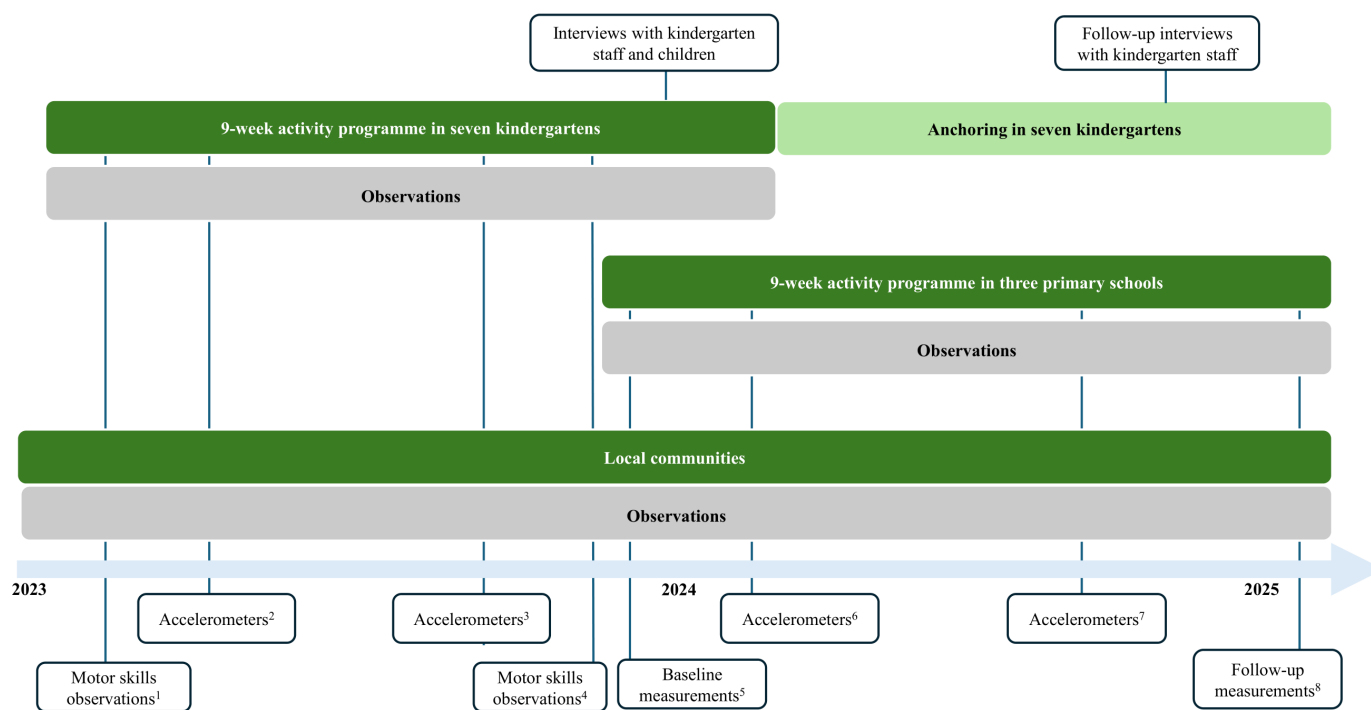 Interviews with kindergarten
staff and children
Follow-up interviews
with kindergarten staff
9-week activity programme in seven kindergartens
Anchoring in seven kindergartens
Observations
9-week activity programme in three primary schools
Observations
Local communities
Observations
2023
2024
2025
Accelerometers²
Accelerometers³
Accelerometers⁶
Accelerometers⁷
Motor skills
observations¹
Motor skills
observations⁴
Baseline
measurements⁵
Follow-up
measurements⁸